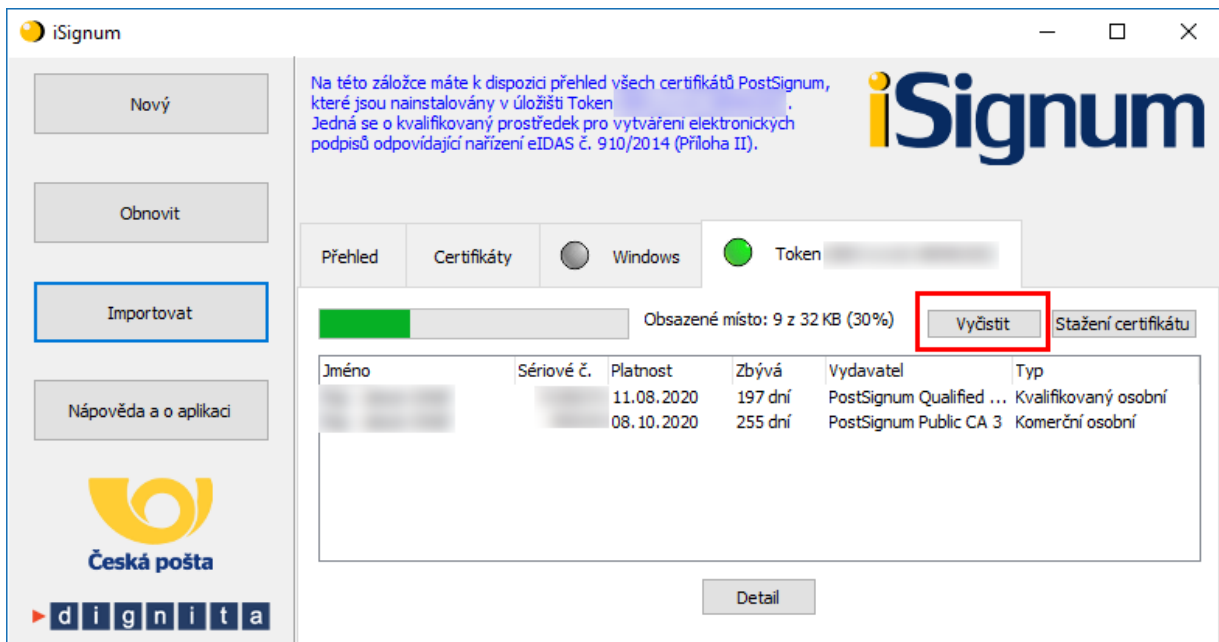 iSignum
Nový
Obnovit
Importovat
Nápověda a o aplikaci
Česká pošta
dignita
Na této záložce máte k dispozici přehled všech certifikátů PostSignum,
které jsou nainstalovány v úložišti Token .
Jedná se o kvalifikovaný prostředek pro vytváření elektronických
podpisů odpovídající nařízení eIDAS č. 910/2014 (Příloha II).
iSignum
Přehled Certifikáty Windows Token
Obsazené místo: 9 z 32 KB (30%) Vyčistit Stažení certifikátu
Jméno Sériové č. Platnost Zbývá Vydavatel Typ
11.08.2020 197 dní PostSignum Qualified ... Kvalifikovaný osobní
08.10.2020 255 dní PostSignum Public CA 3 Komerční osobní
Detail